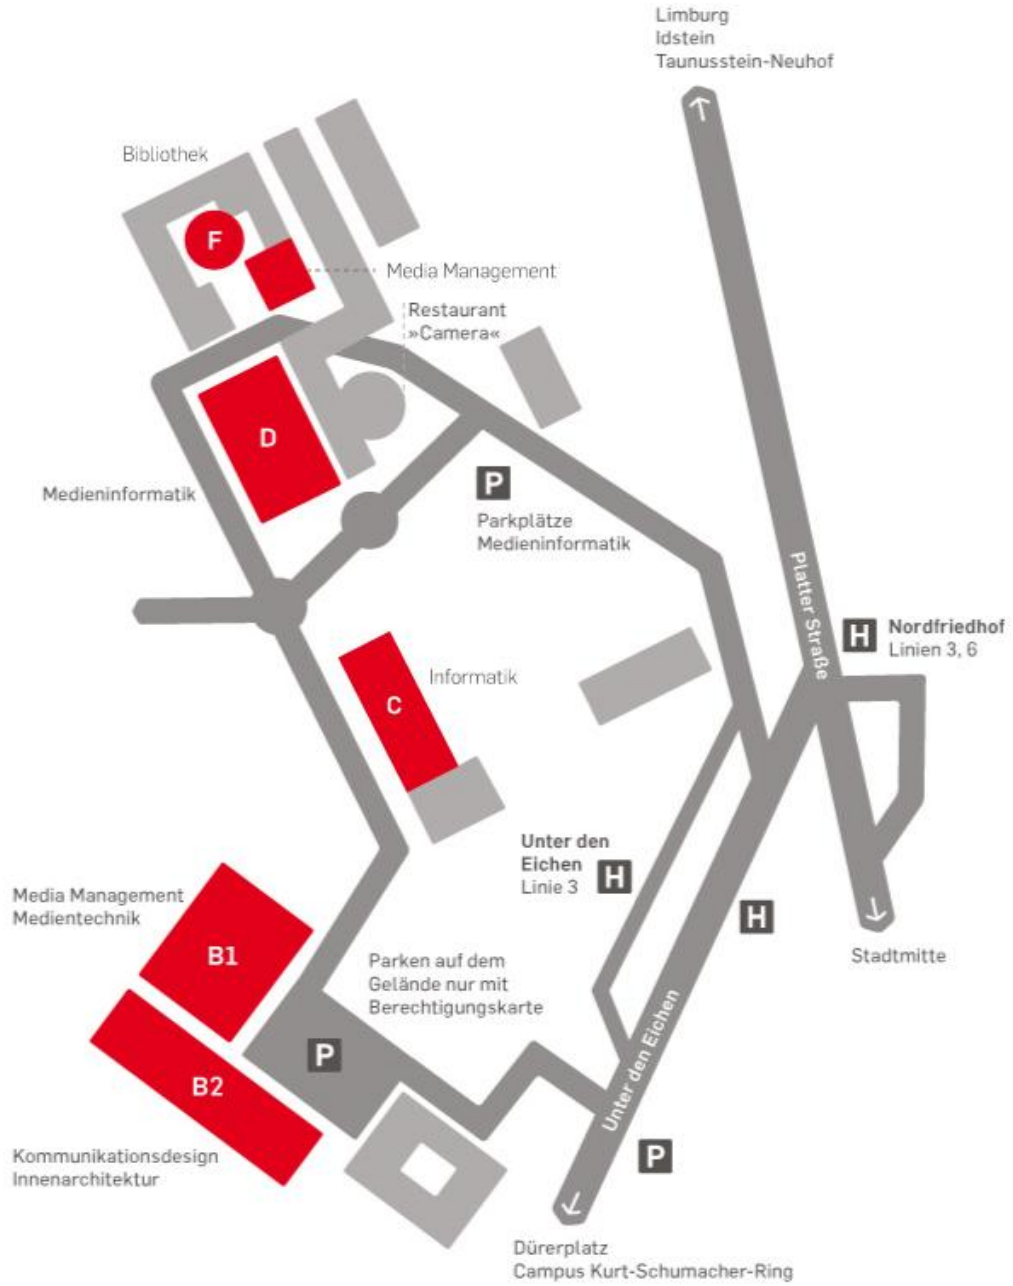 Limburg
Idstein
Taunusstein-Neuhof
Bibliothek
F
Media Management
Restaurant
»Camera«
D
Medieninformatik
P
Parkplätze
Medieninformatik
Platter Straße
H
Nordfriedhof
Linien 3, 6
Informatik
C
Unter den
Eichen
Linie 3
H
H
Media Management
Medientechnik
B1
Stadtmitte
Parken auf dem
Gelände nur mit
Berechtigungskarte
Unter den Eichen
P
B2
P
Kommunikationsdesign
Innenarchitektur
Dürerplatz
Campus Kurt-Schumacher-Ring